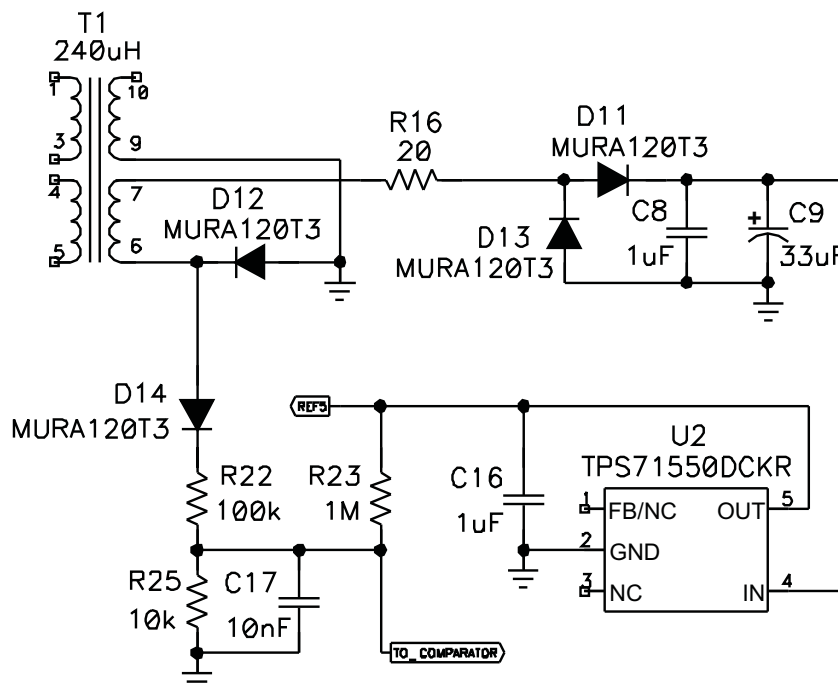 T1
240uH
1
10
3
9
4
7
5
6
R16
20
D11
MURA120T3
D12
MURA120T3
D13
MURA120T3
C8
1uF
C9
33uF
D14
MURA120T3
REF5
R22
100k
R23
1M
C16
1uF
U2
TPS71550DCKR
1
FB/NC
OUT
5
2
GND
3
NC
IN
4
R25
10k
C17
10nF
TO_COMPARATOR